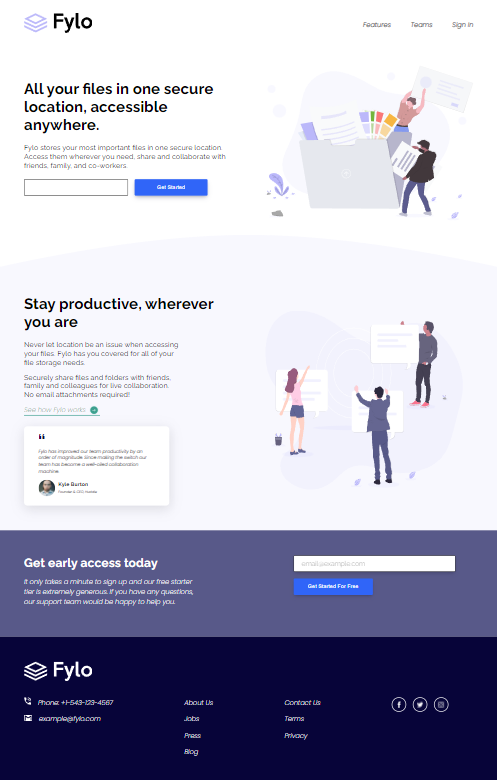 Fylo
Features Teams Sign In
All your files in one secure
location, accessible
anywhere.
Fylo stores your most important files in one secure location.
Access them wherever you need, share and collaborate with
friends, family, and co-workers
Get Started
Stay productive, wherever
you are
Never let location be an issue when accessing
your files. Fylo has you covered for all of your
file storage needs.
Securely share files and folders with friends,
family and colleagues for live collaboration.
No email attachments required!
See how Fylo works
“
Fylo has improved our team productivity by an
order of magnitude. Since making the switch our
team has become a well-oiled collaboration
machine.
Kyle Burton
Founder & CEO, Huddle
Get early access today
It only takes a minute to sign up and our free starter
tier is extremely generous. If you have any questions,
our support team would be happy to help you.
email@example.com
Get Started For Free
Fylo
Phone: +1-543-123-4567
example@fylo.com
About Us
Jobs
Press
Blog
Contact Us
Terms
Privacy